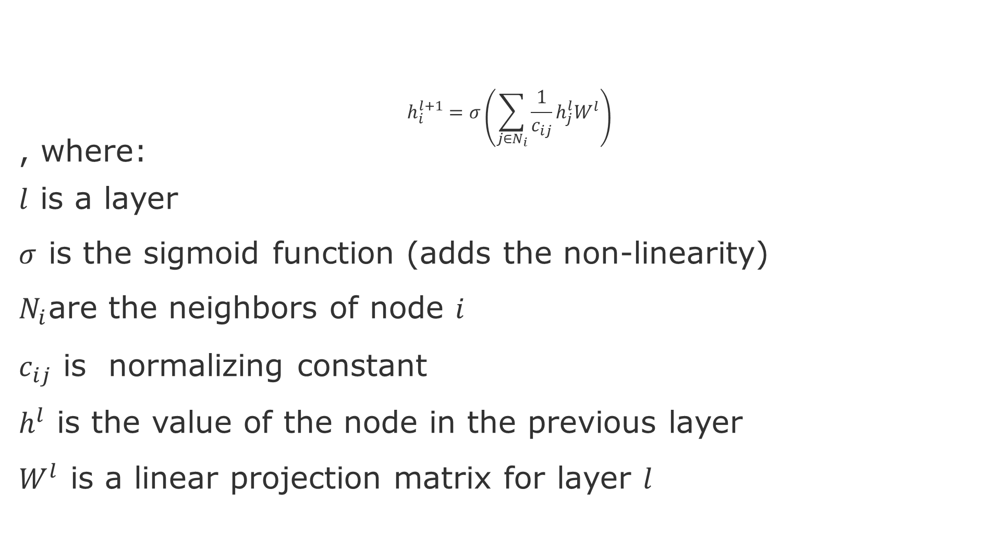 $h_i^{l+1} = \sigma\left(\sum_{j \in N_i} \frac{1}{c_{ij}} h_j^l W^l\right)$
, where:
$l$ is a layer
$\sigma$ is the sigmoid function (adds the non-linearity)
$N_i$ are the neighbors of node $i$
$c_{ij}$ is normalizing constant
$h^l$ is the value of the node in the previous layer
$W^l$ is a linear projection matrix for layer $l$